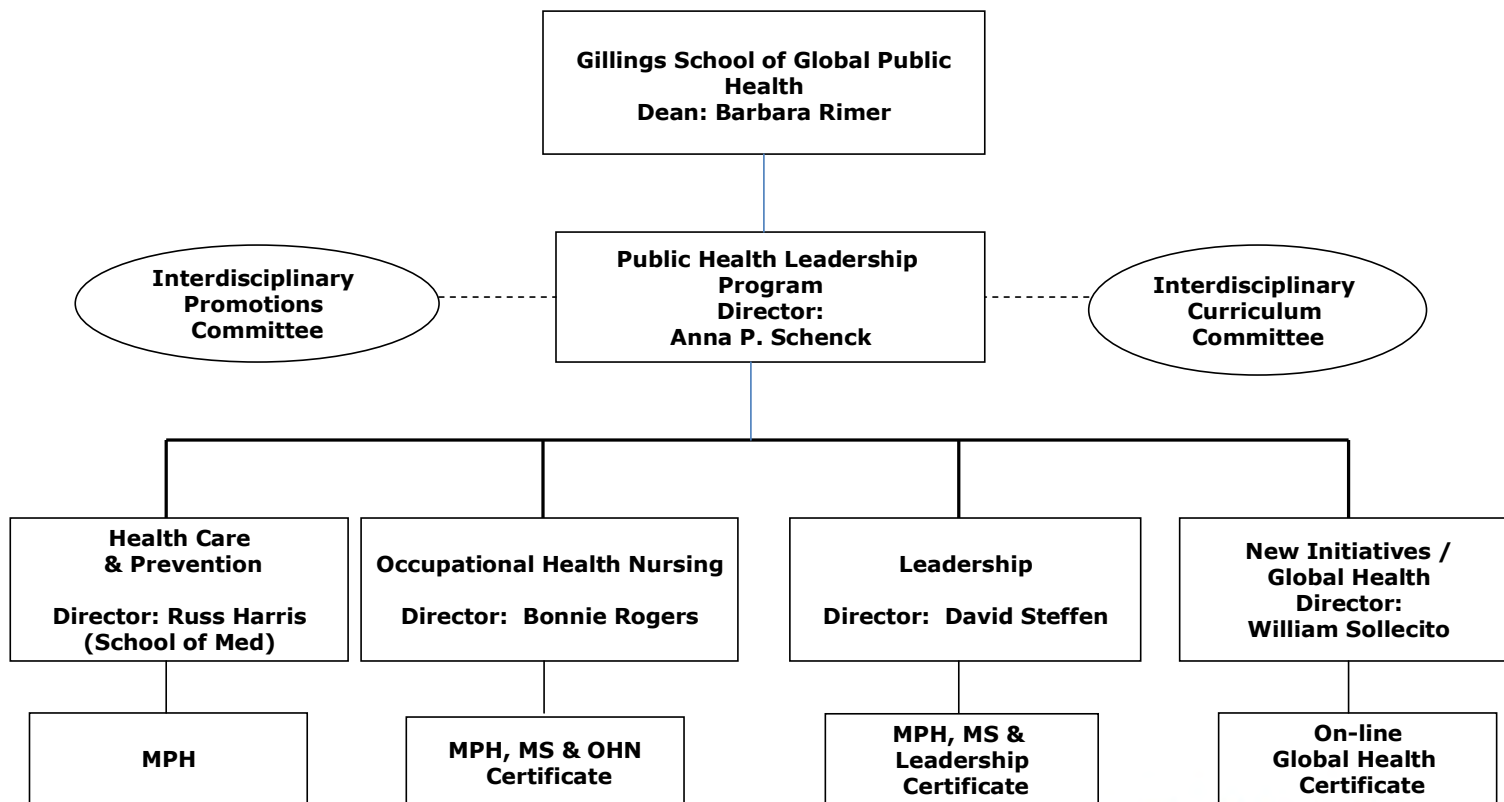 Gillings School of Global Public
Health
Dean: Barbara Rimer
Public Health Leadership
Program
Director:
Anna P. Schenck
Interdisciplinary
Promotions
Committee
Interdisciplinary
Curriculum
Committee
Health Care
& Prevention
Director: Russ Harris
(School of Med)
Occupational Health Nursing
Director:  Bonnie Rogers
Leadership
Director:  David Steffen
New Initiatives /
Global Health
Director:
William Sollecito
MPH
MPH, MS & OHN
Certificate
MPH, MS &
Leadership
Certificate
On-line
Global Health
Certificate